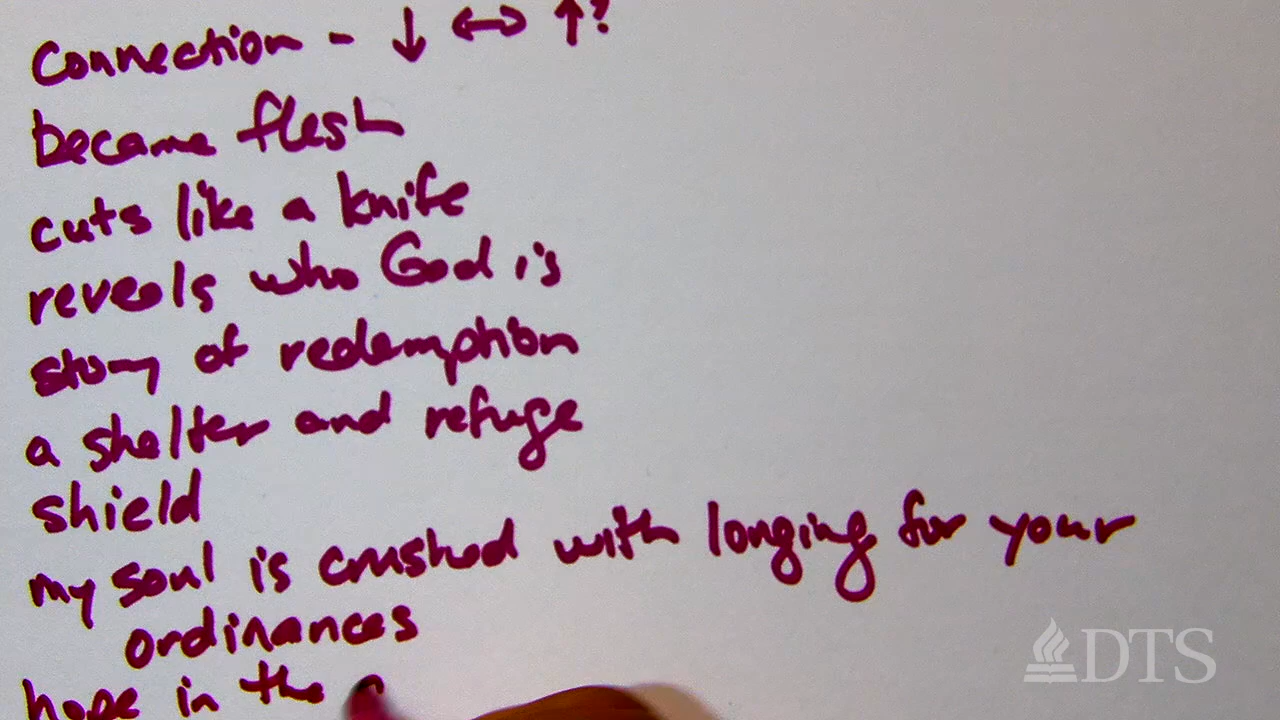 Connection - ↓ ↔ ↑?
became flesh
cuts like a knife
reveals who God is
story of redemption
a shelter and refuge
shield
my soul is crushed with longing for your
ordinances
hope in the
DTS